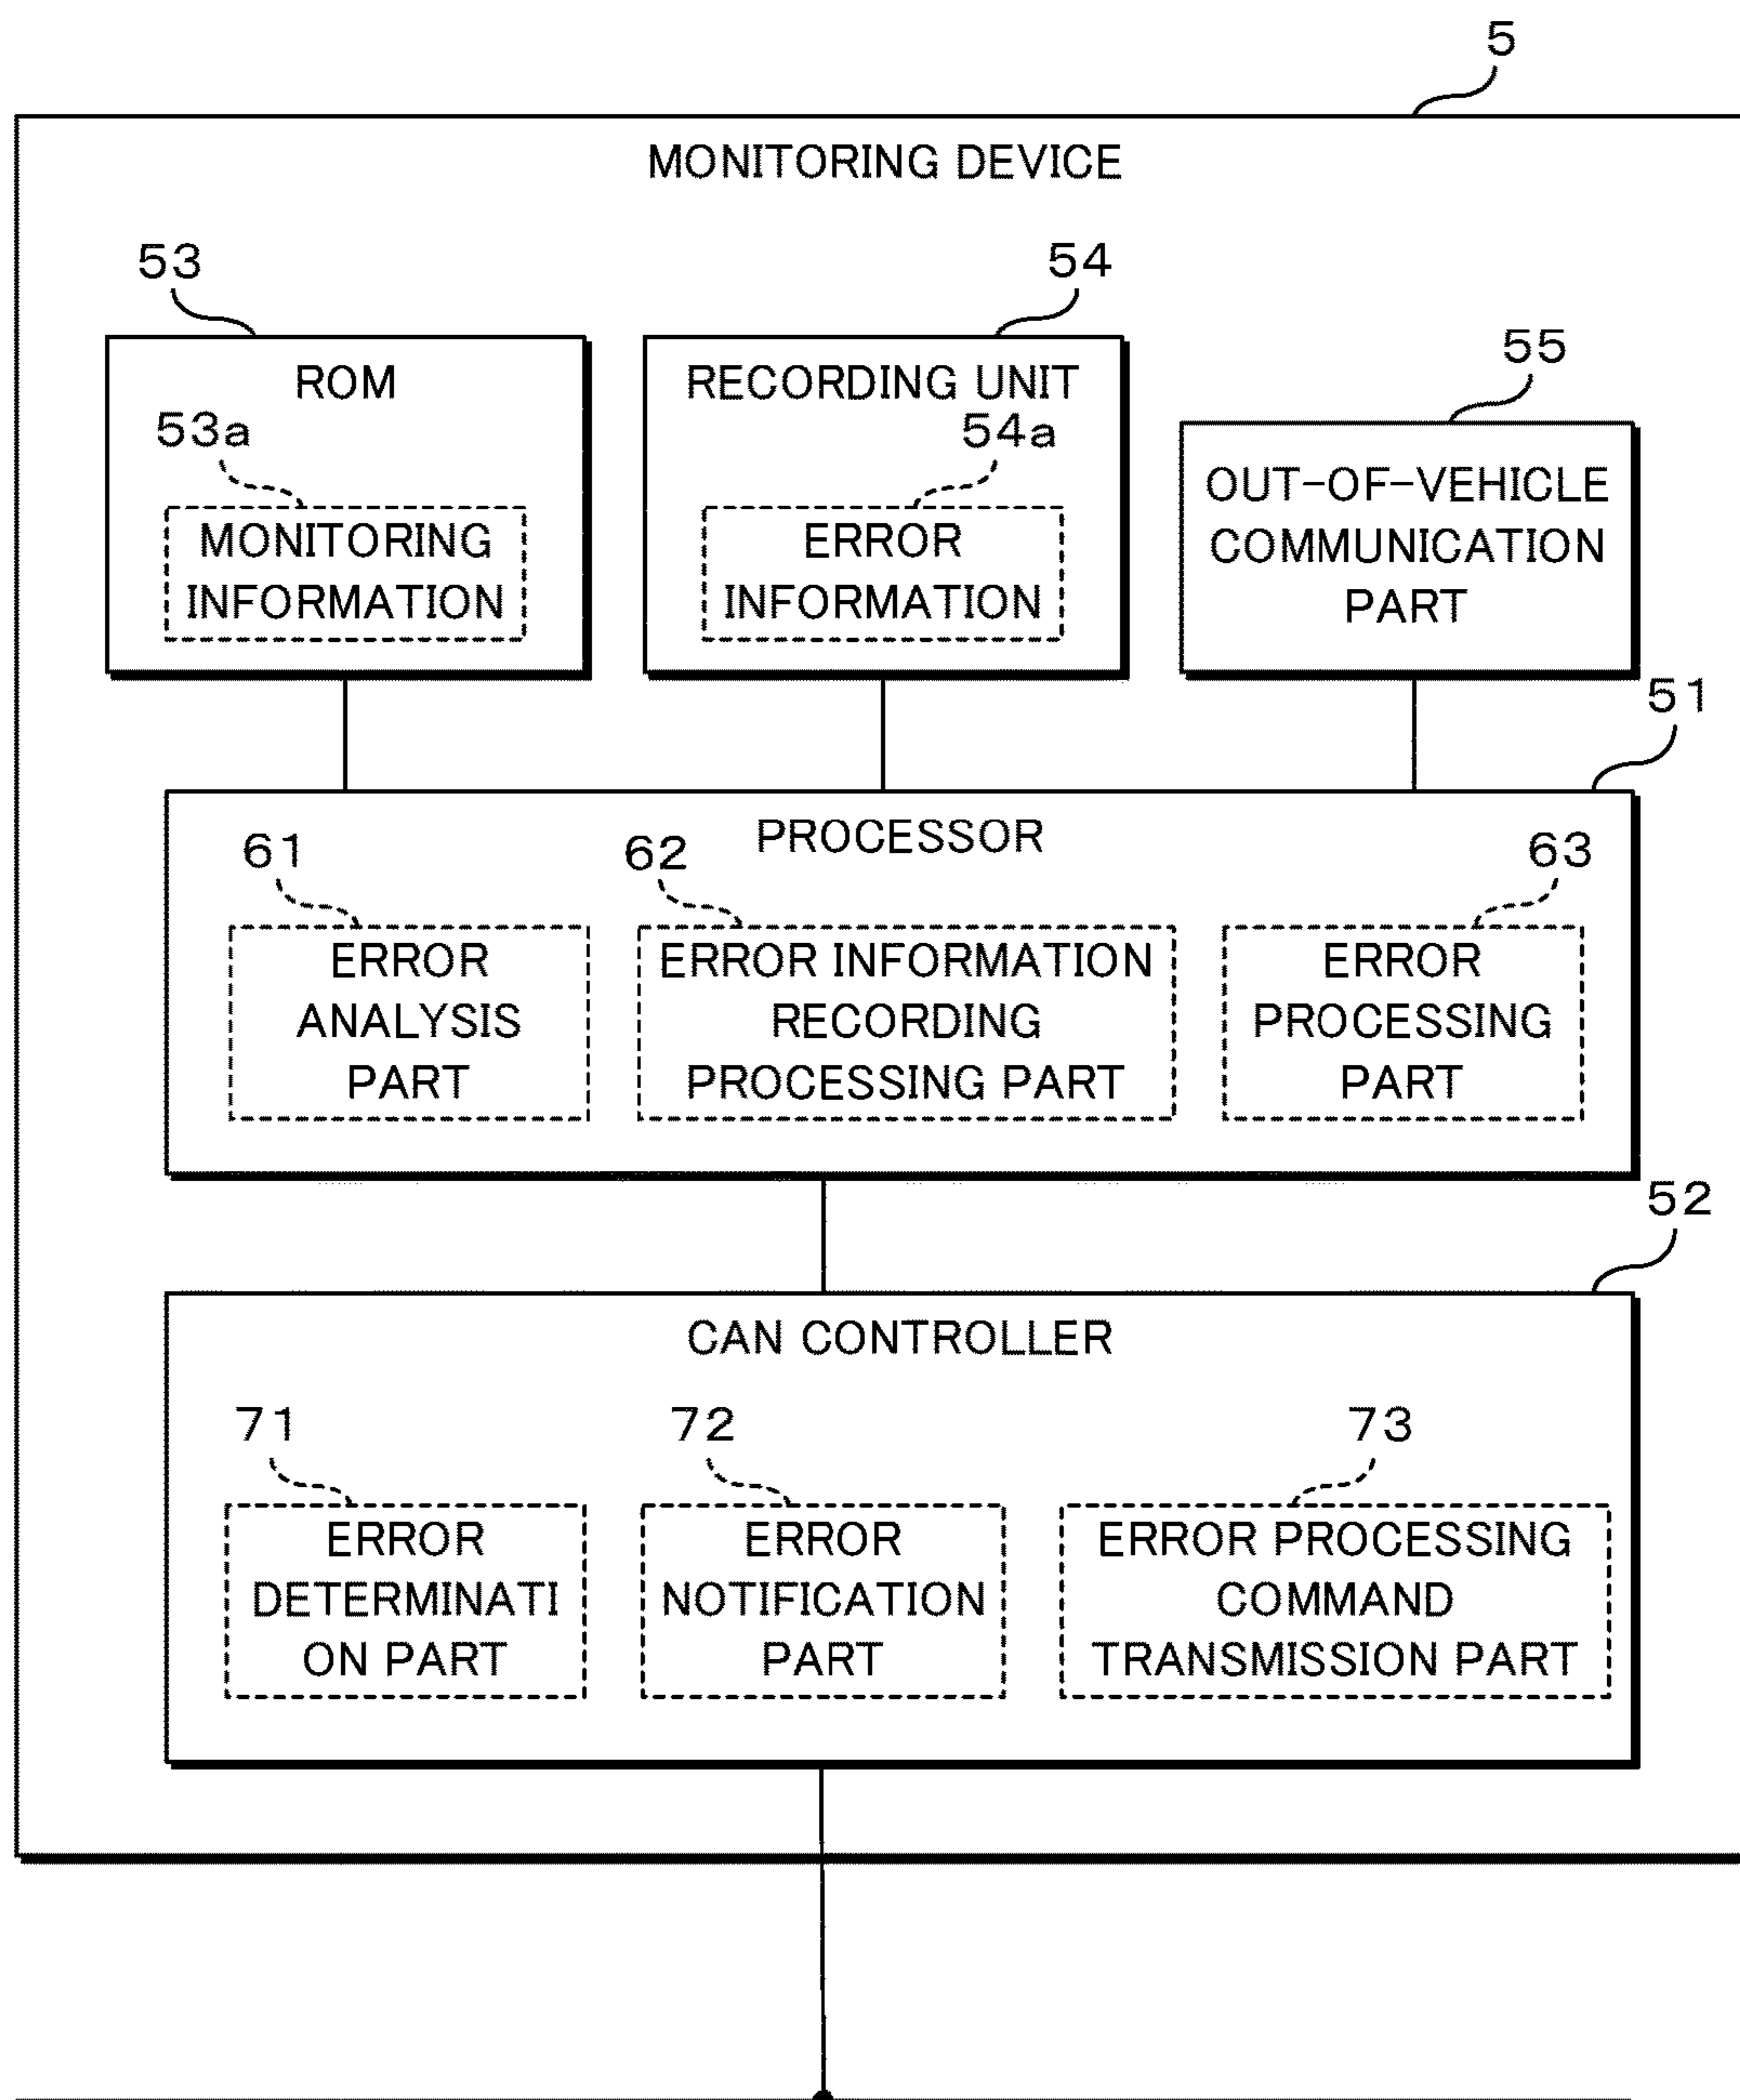 5
MONITORING DEVICE
53
54
ROM
RECORDING UNIT
55
53a
54a
MONITORING
INFORMATION
ERROR
INFORMATION
OUT-OF-VEHICLE
COMMUNICATION
PART
51
PROCESSOR
61
62
63
ERROR
ANALYSIS
PART
ERROR INFORMATION
RECORDING
PROCESSING PART
ERROR
PROCESSING
PART
52
CAN CONTROLLER
71
72
73
ERROR
DETERMINATI
ON PART
ERROR
NOTIFICATION
PART
ERROR PROCESSING
COMMAND
TRANSMISSION PART